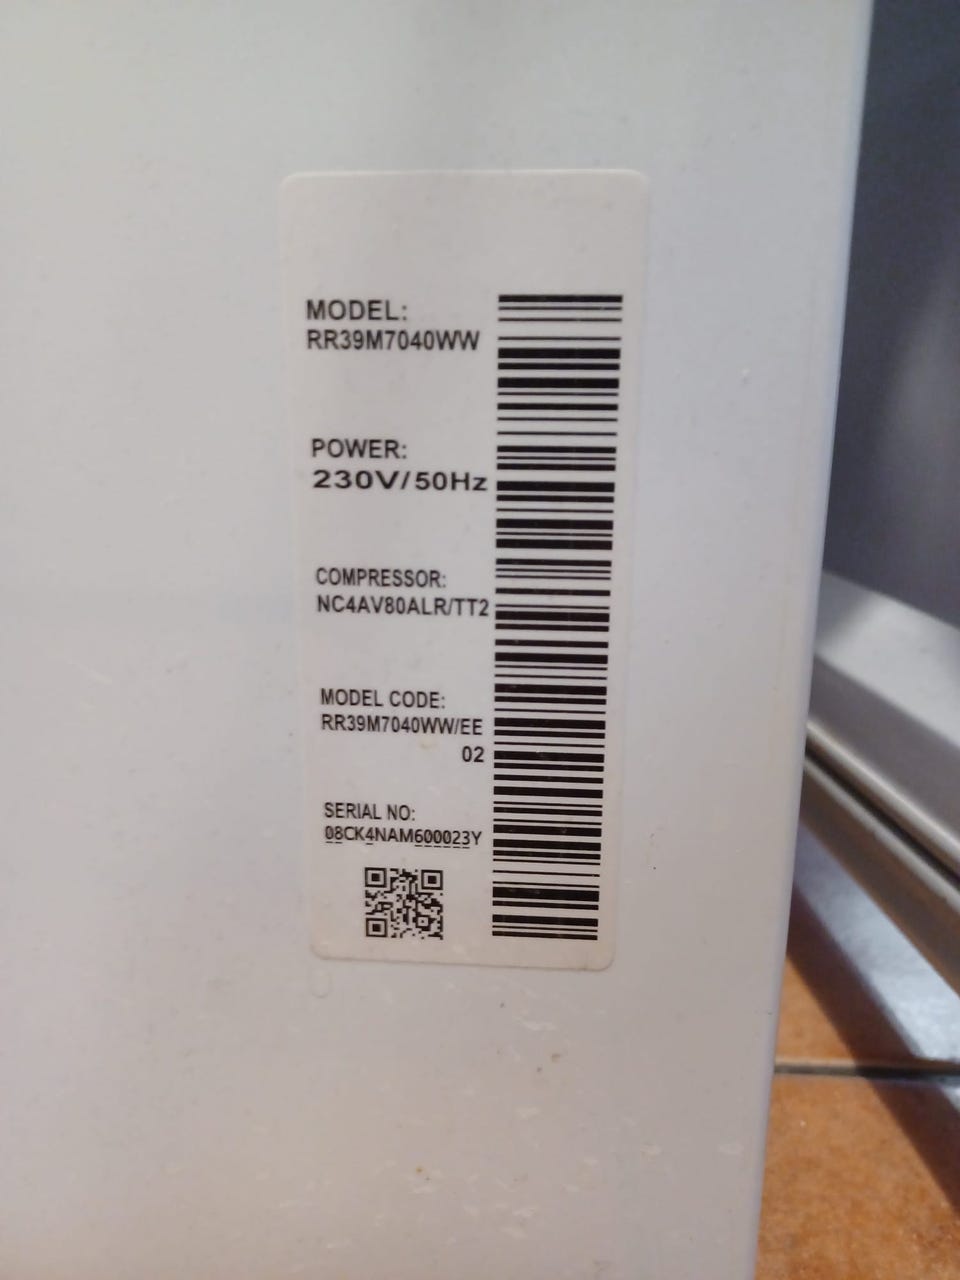 MODEL:
RR39M7040WW
POWER:
230V/50Hz
COMPRESSOR:
NC4AV80ALR/TT2
MODEL CODE:
RR39M7040WW/EE
02
SERIAL NO:
08CK4NAM600023Y